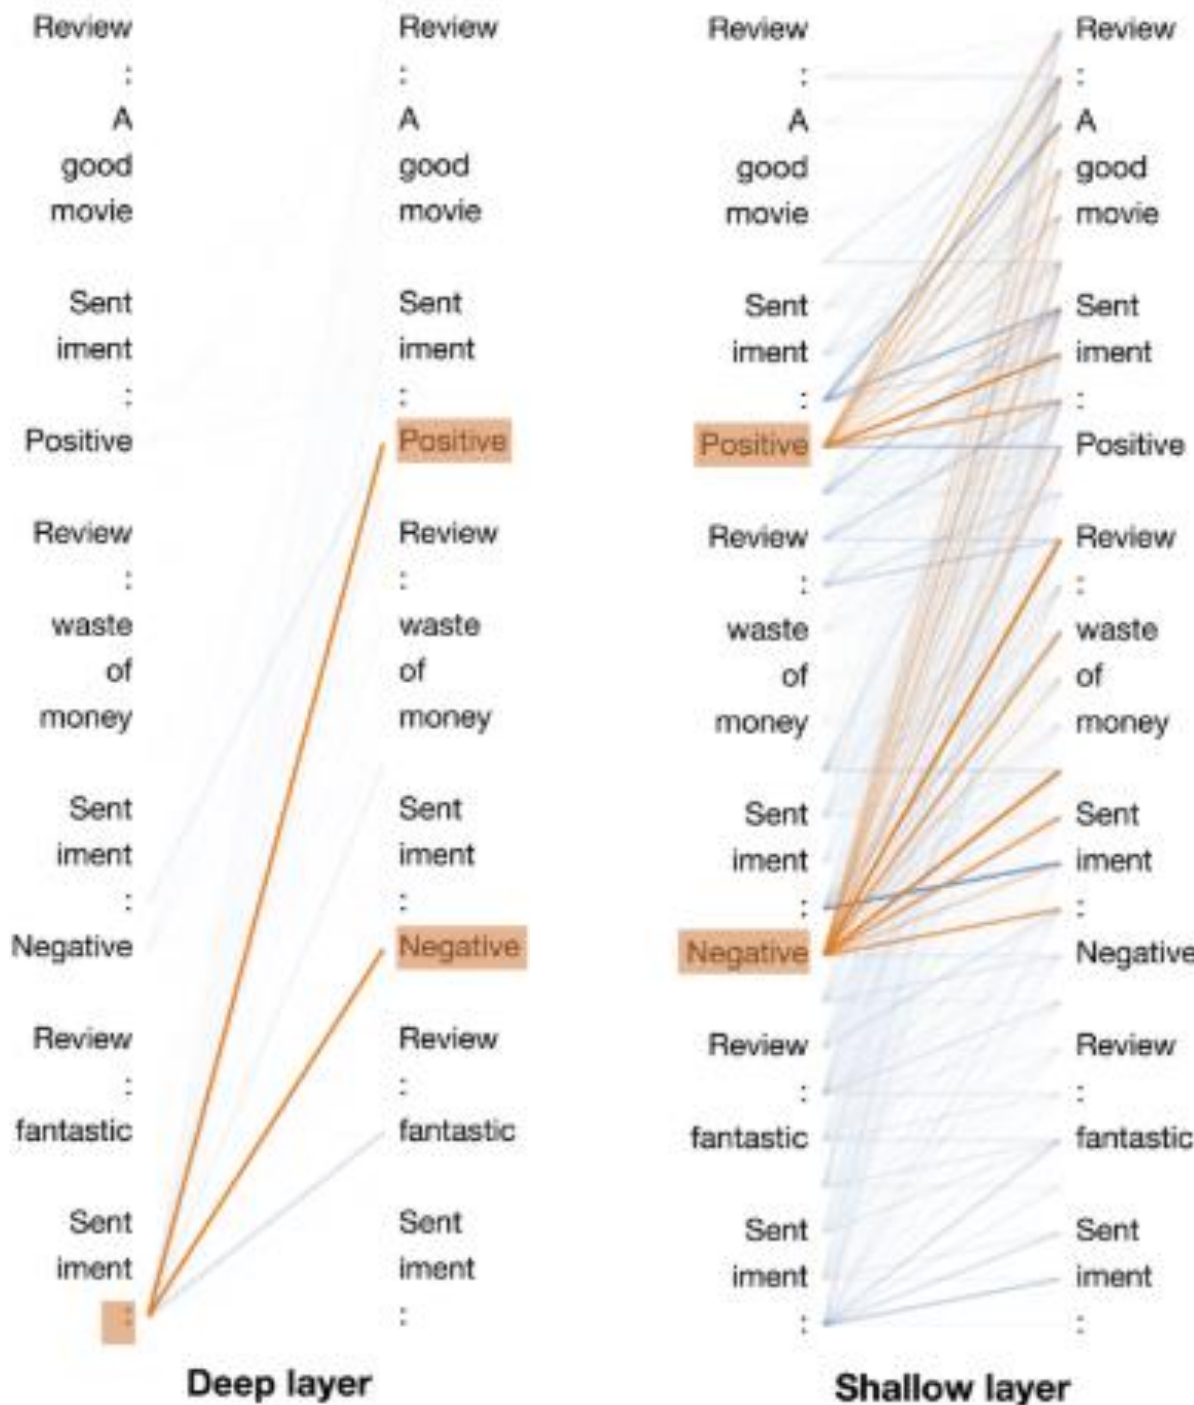 Review
:
A
good
movie
Sent
iment
:
Positive
Review
:
waste
of
money
Sent
iment
:
Negative
Review
:
fantastic
Sent
iment
:
Review
:
A
good
movie
Sent
iment
:
Positive
Review
:
waste
of
money
Sent
iment
:
Negative
Review
:
fantastic
Sent
iment
:
Deep layer
Review
:
A
good
movie
Sent
iment
:
Positive
Review
:
waste
of
money
Sent
iment
:
Negative
Review
:
fantastic
Sent
iment
:
Review
:
A
good
movie
Sent
iment
:
Positive
Review
:
waste
of
money
Sent
iment
:
Negative
Review
:
fantastic
Sent
iment
:
Shallow layer